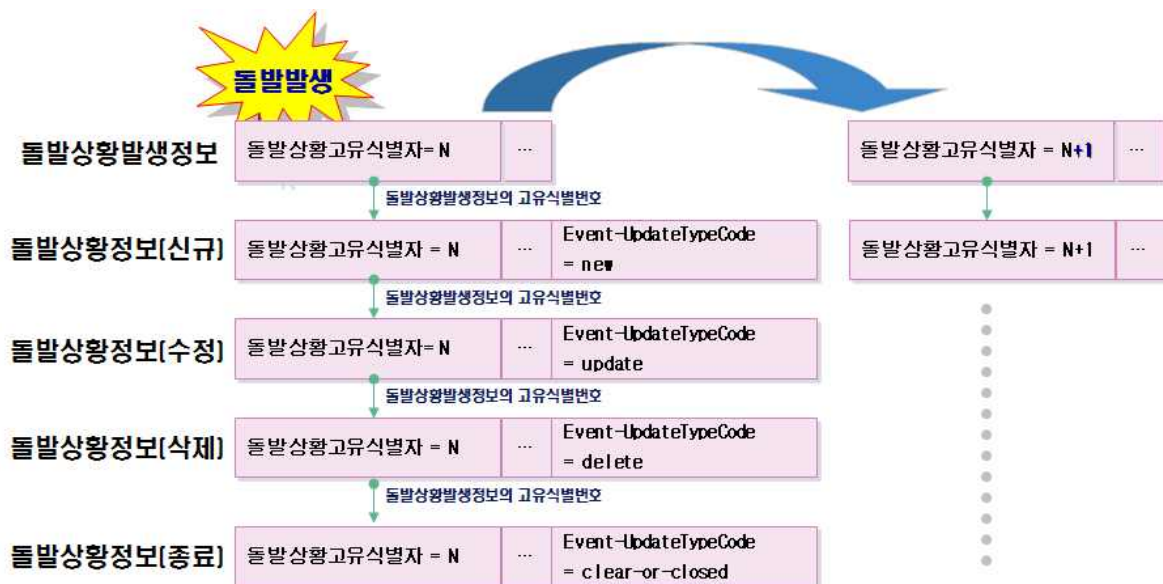 돌발발생
돌발상황발생정보 돌발상황고유식별자= N ... 돌발상황고유식별자 = N+1 ...
돌발상황발생정보의 고유식별번호
돌발상황정보(신규) 돌발상황고유식별자 = N ... Event-UpdateTypeCode
= new 돌발상황고유식별자 = N+1 ...
돌발상황발생정보의 고유식별번호
돌발상황정보(수정) 돌발상황고유식별자= N ... Event-UpdateTypeCode
= update
돌발상황발생정보의 고유식별번호
돌발상황정보(삭제) 돌발상황고유식별자 = N ... Event-UpdateTypeCode
= delete
돌발상황발생정보의 고유식별번호
돌발상황정보(종료) 돌발상황고유식별자 = N ... Event-UpdateTypeCode
= clear-or-closed